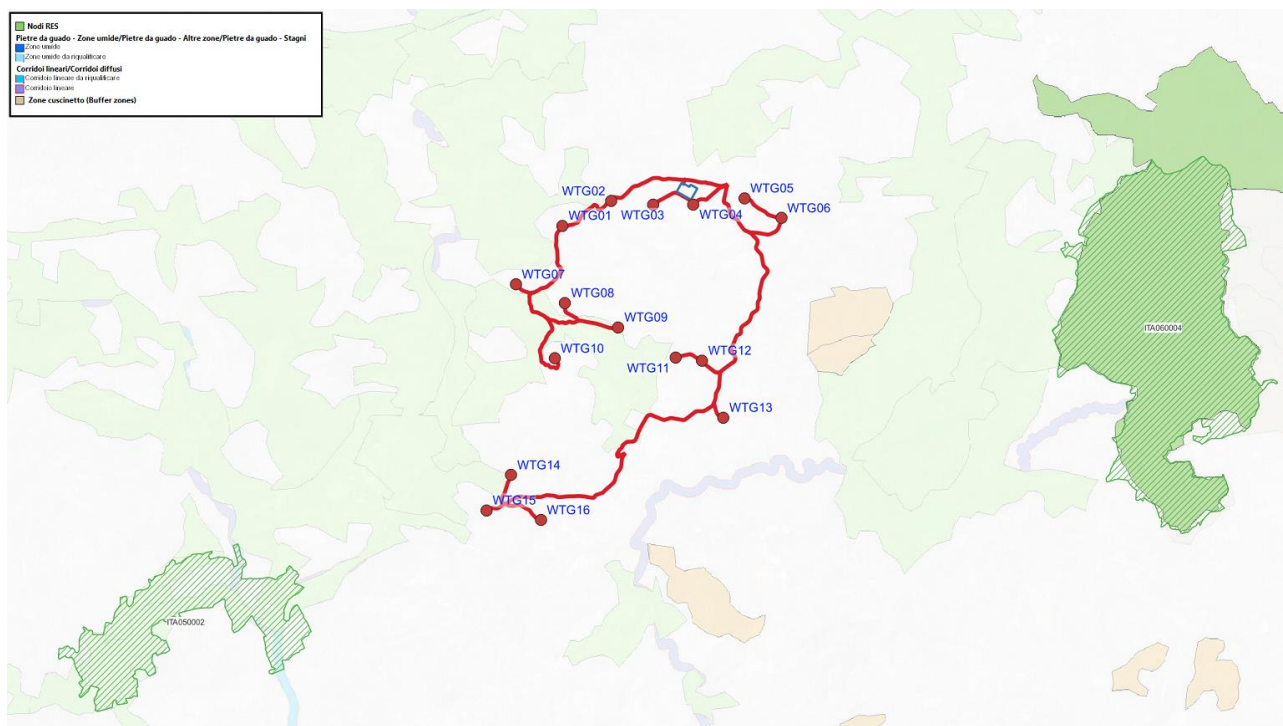 Nodi RES
Pietre da guado - Zone umide/Pietre da guado - Altre zone/Pietre da guado - Stagni
Zone umide
Zone umide da riqualificare
Corridoi lineari/Corridoi diffusi
Corridoio lineare da riqualificare
Corridoio lineare
Zone cuscinetto (Buffer zones)
WTG05
WTG02
WTG03
WTG04
WTG06
WTG01
WTG07
WTG08
WTG09
ITA060004
WTG10
WTG11
WTG12
WTG13
WTG14
WTG15
WTG16
ITA050002